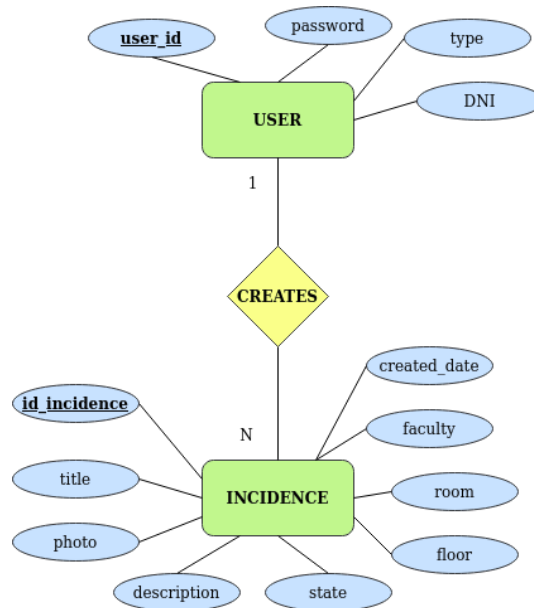 password
user_id
type
DNI
USER
1
CREATES
created_date
id_incidence
faculty
N
title
room
INCIDENCE
photo
floor
description
state